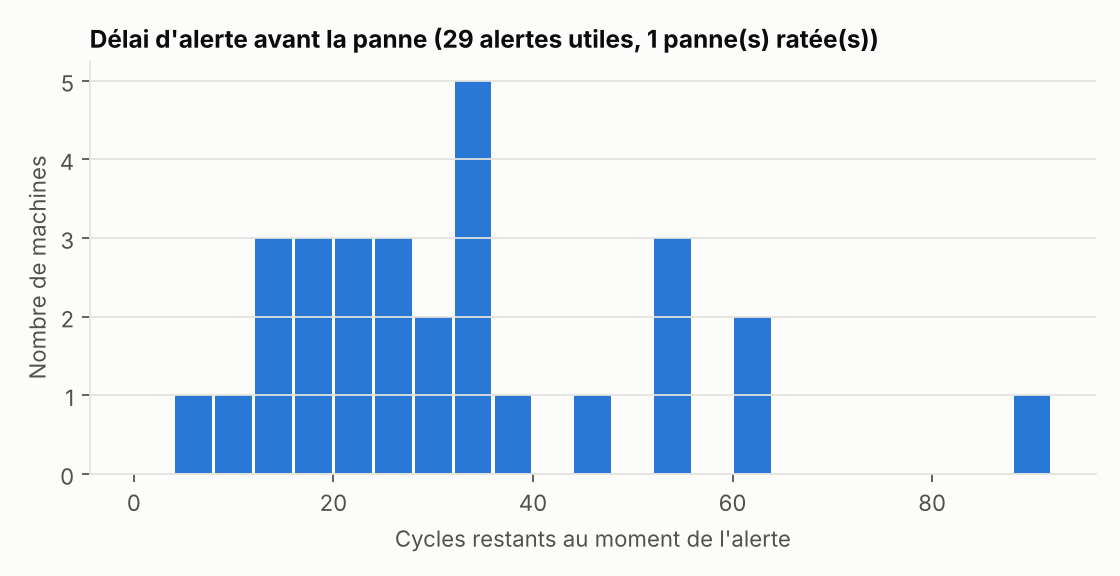 Délai d'alerte avant la panne (29 alertes utiles, 1 panne(s) ratée(s))
Nombre de machines
5
4
3
2
1
0
0 20 40 60 80
Cycles restants au moment de l'alerte